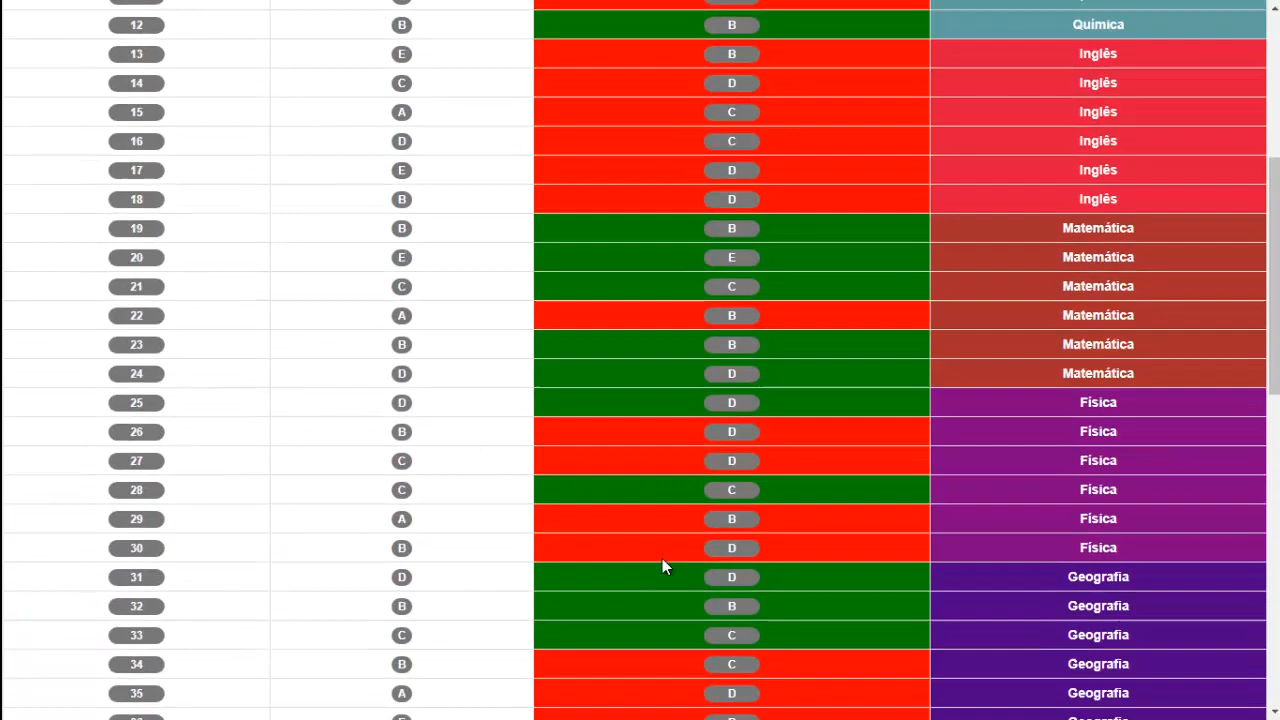 12 B B Química
13 E B Inglês
14 C D Inglês
15 A C Inglês
16 D C Inglês
17 E D Inglês
18 B D Inglês
19 B B Matemática
20 E E Matemática
21 C C Matemática
22 A B Matemática
23 B B Matemática
24 D D Matemática
25 D D Física
26 B D Física
27 C D Física
28 C C Física
29 A B Física
30 B D Física
31 D D Geografia
32 B B Geografia
33 C C Geografia
34 B C Geografia
35 A D Geografia